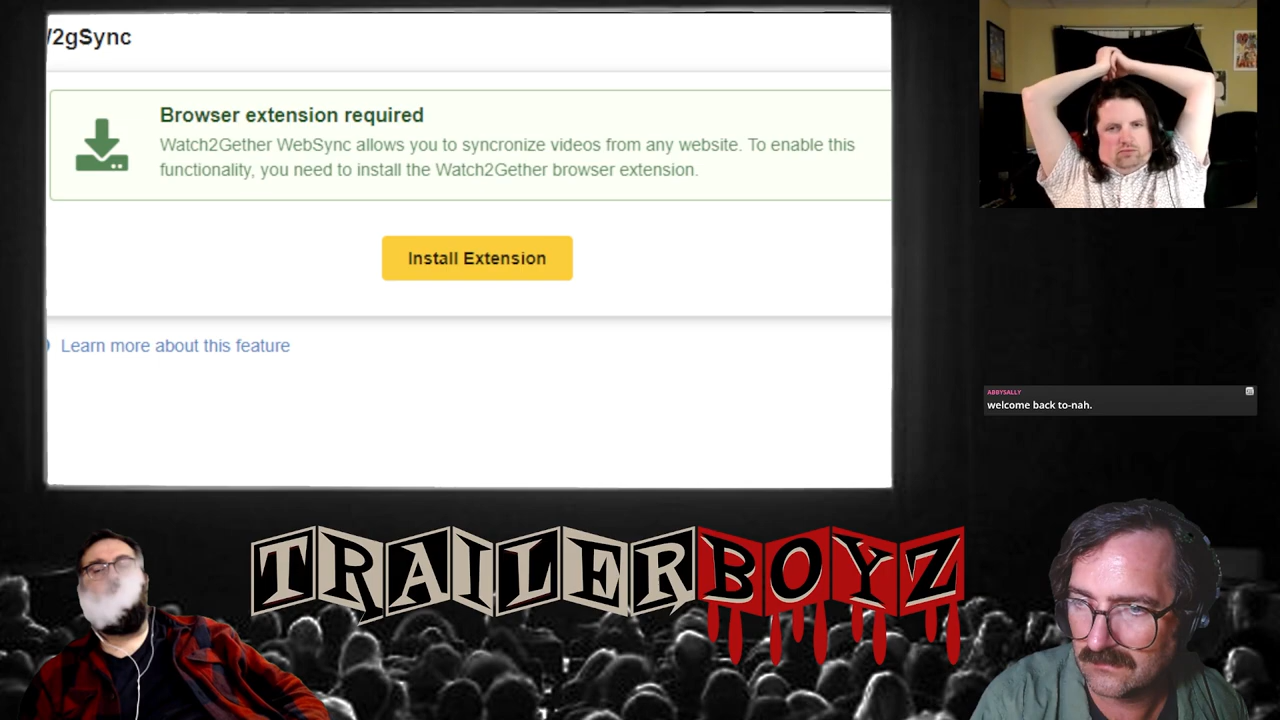 /2gSync
Browser extension required
Watch2Gether WebSync allows you to syncronize videos from any website. To enable this
functionality, you need to install the Watch2Gether browser extension.
Install Extension
Learn more about this feature
ABBYSALLY
welcome back to-nah.
TRAILERBOYZ